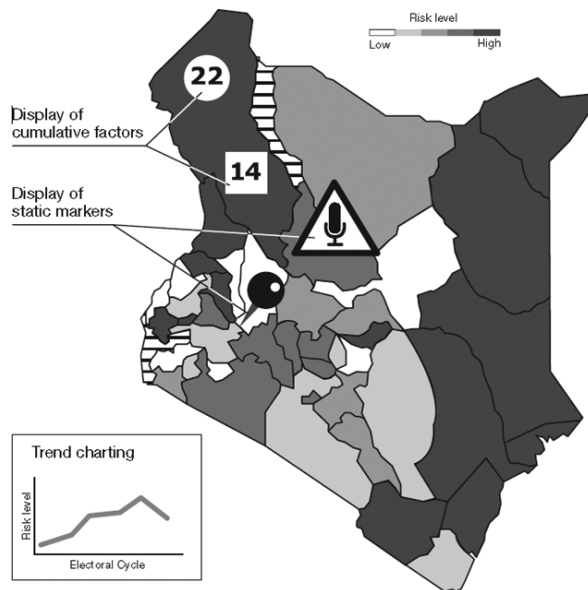 Risk level
Low High
22
Display of
cumulative factors
14
Display of
static markers
Trend charting
Risk level
Electoral Cycle